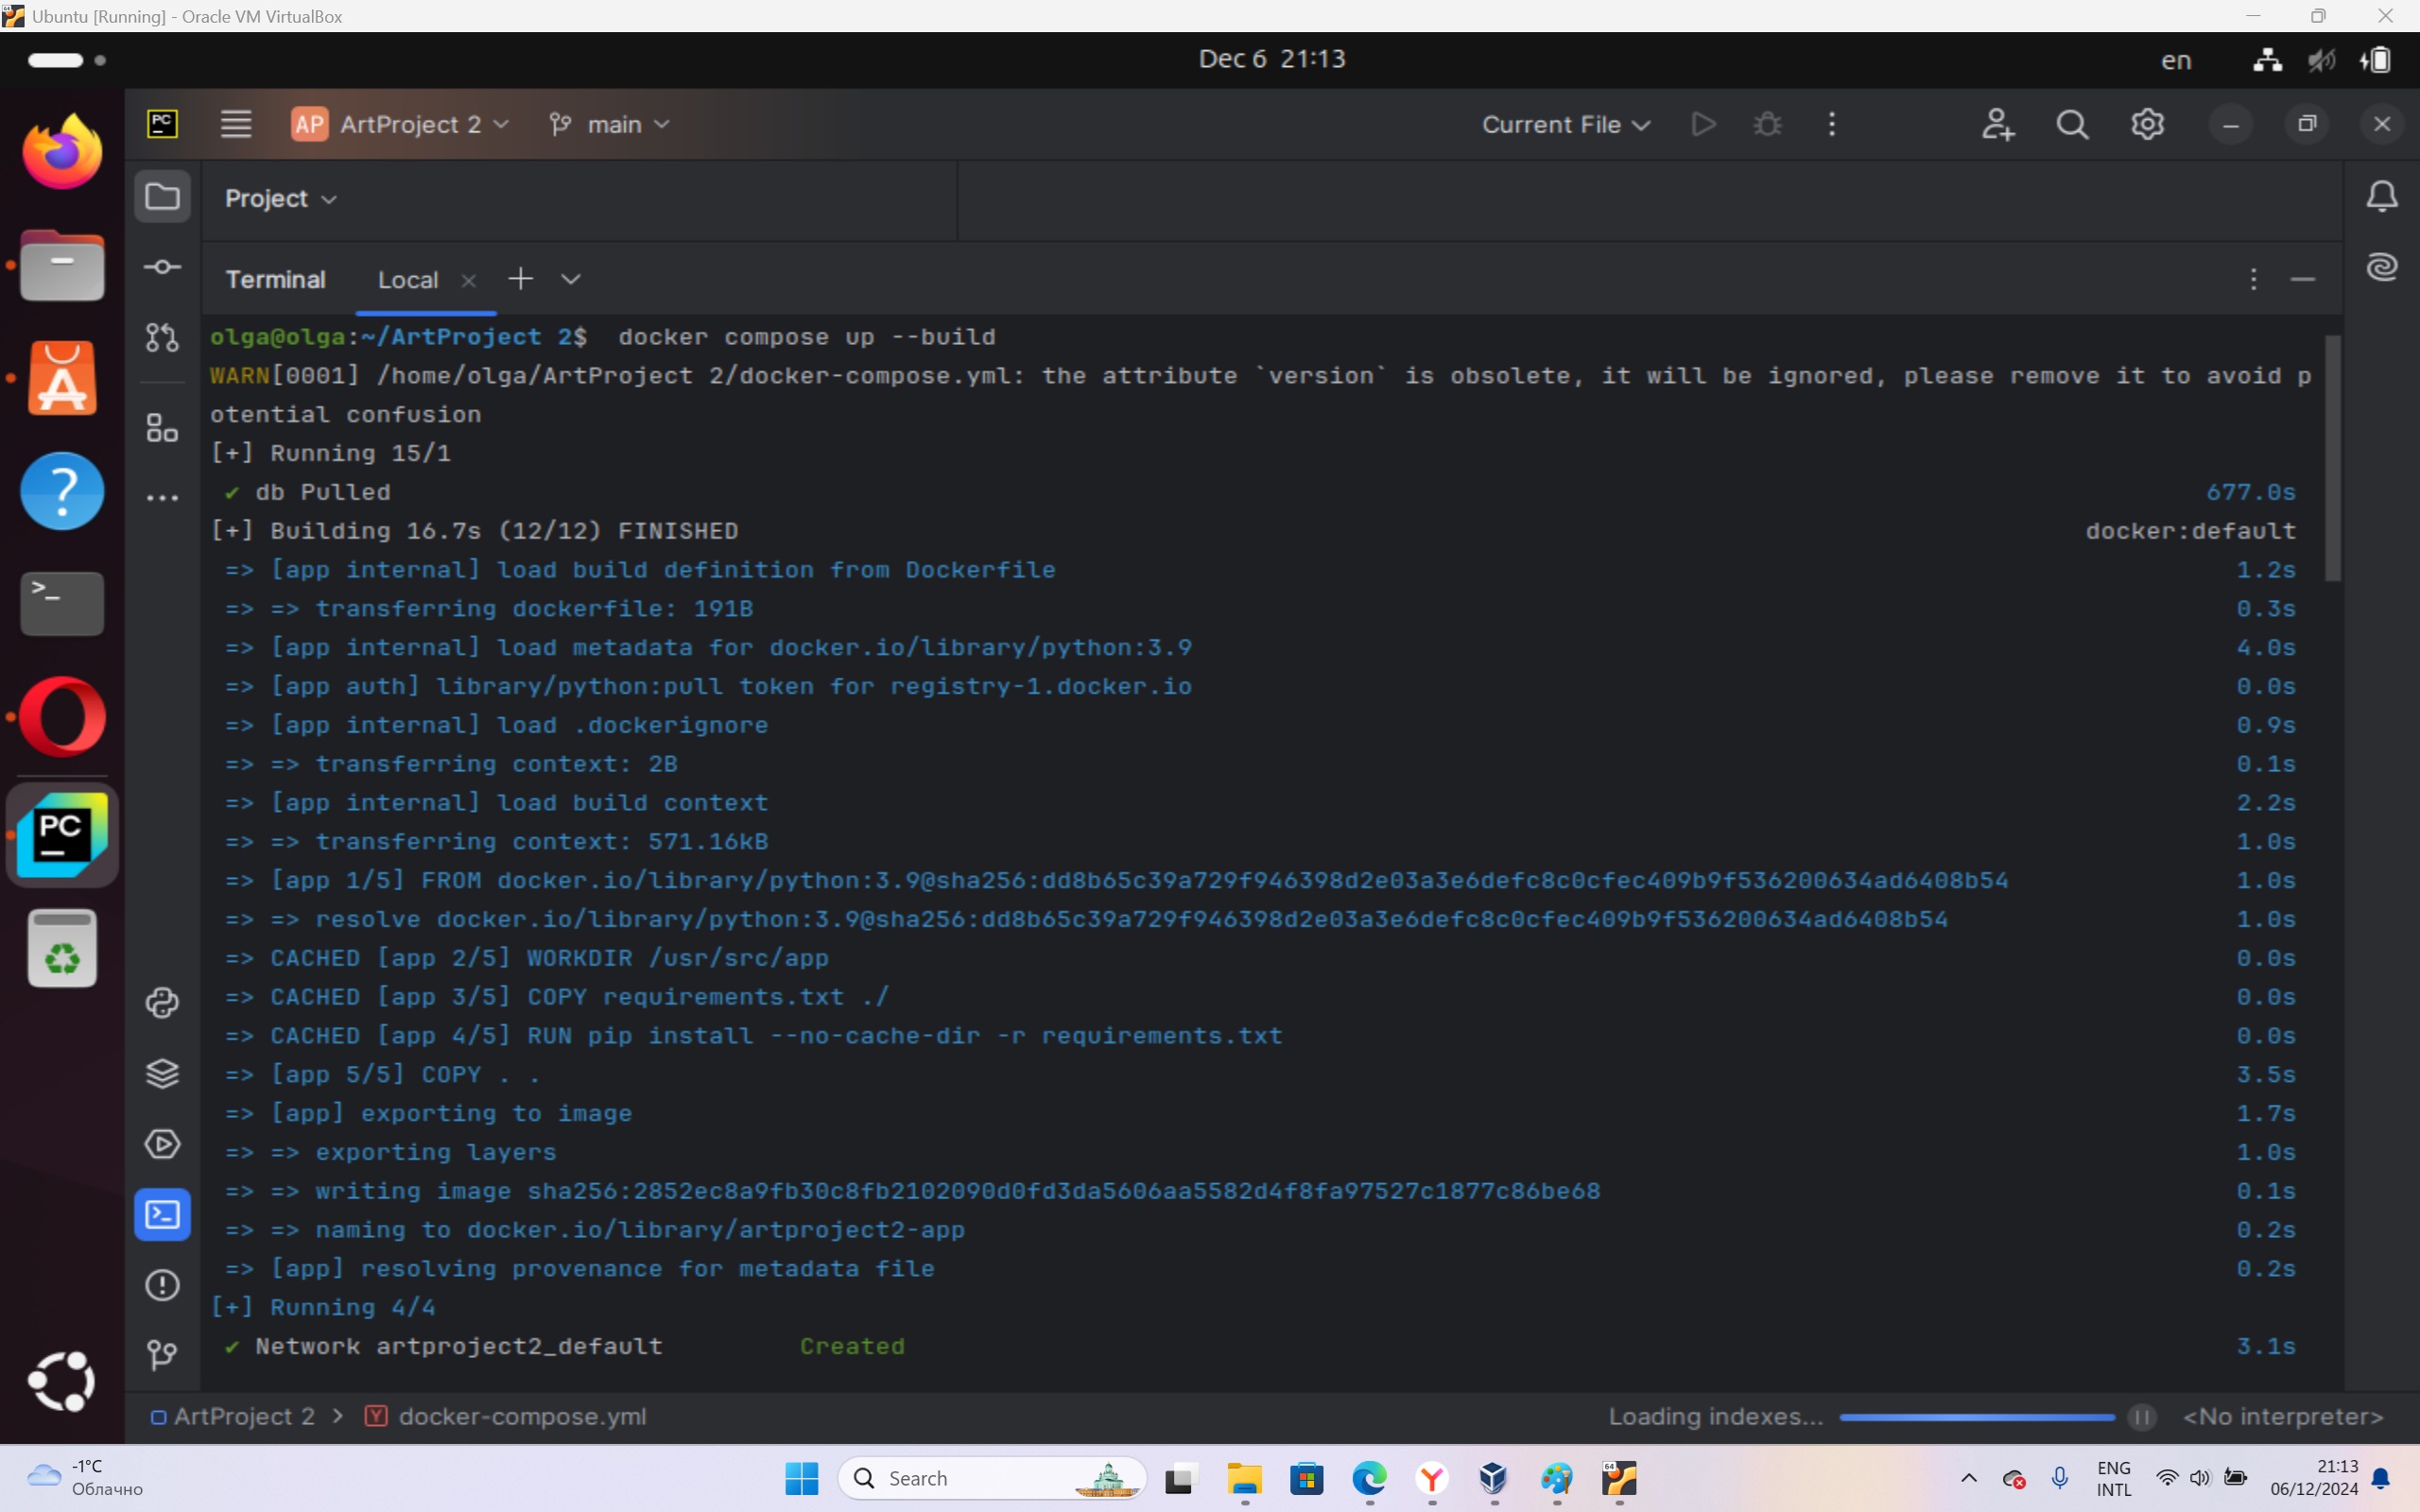 Ubuntu [Running] - Oracle VM VirtualBox
Dec 6 21:13
en
PC
AP ArtProject 2
main
Current File
Project
Terminal
Local
olga@olga:~/ArtProject 2$ docker compose up --build
WARN[0001] /home/olga/ArtProject 2/docker-compose.yml: the attribute `version` is obsolete, it will be ignored, please remove it to avoid p
otential confusion
[+] Running 15/1
✔ db Pulled 677.0s
[+] Building 16.7s (12/12) FINISHED docker:default
=> [app internal] load build definition from Dockerfile 1.2s
=> => transferring dockerfile: 191B 0.3s
=> [app internal] load metadata for docker.io/library/python:3.9 4.0s
=> [app auth] library/python:pull token for registry-1.docker.io 0.0s
=> [app internal] load .dockerignore 0.9s
=> => transferring context: 2B 0.1s
=> [app internal] load build context 2.2s
=> => transferring context: 571.16kB 1.0s
=> [app 1/5] FROM docker.io/library/python:3.9@sha256:dd8b65c39a729f946398d2e03a3e6defc8c0cfec409b9f536200634ad6408b54 1.0s
=> => resolve docker.io/library/python:3.9@sha256:dd8b65c39a729f946398d2e03a3e6defc8c0cfec409b9f536200634ad6408b54 1.0s
=> CACHED [app 2/5] WORKDIR /usr/src/app 0.0s
=> CACHED [app 3/5] COPY requirements.txt ./ 0.0s
=> CACHED [app 4/5] RUN pip install --no-cache-dir -r requirements.txt 0.0s
=> [app 5/5] COPY . . 3.5s
=> [app] exporting to image 1.7s
=> => exporting layers 1.0s
=> => writing image sha256:2852ec8a9fb30c8fb2102090d0fd3da5606aa5582d4f8fa97527c1877c86be68 0.1s
=> => naming to docker.io/library/artproject2-app 0.2s
=> [app] resolving provenance for metadata file 0.2s
[+] Running 4/4
✔ Network artproject2_default Created 3.1s
PC
ArtProject 2 > docker-compose.yml
Loading indexes...
<No interpreter>
-1°C
Облачно
Search
ENG
INTL
21:13
06/12/2024